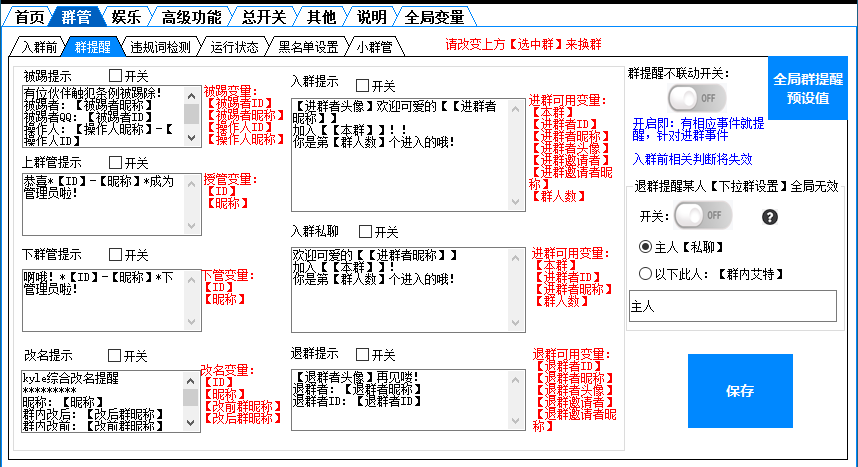 首页 群管 娱乐 高级功能 总开关 其他 说明 全局变量
入群前 群提醒 违规词检测 运行状态 黑名单设置 小群管
请改变上方【选中群】来换群
被踢提示 开关
有位伙伴触犯条例被踢除!
被踢者：【被踢者昵称】
被踢者QQ：【被踢者ID】
操作人：【操作人昵称】-【
操作人ID】
被踢变量：
【被踢者ID】
【被踢者昵称】
【操作人ID】
【操作人昵称】
上群管提示 开关
恭喜*【ID】-【昵称】*成为
管理员啦!
授管变量：
【ID】
【昵称】
下群管提示 开关
啊哦! *【ID】-【昵称】*下
管理员啦!
下管变量：
【ID】
【昵称】
改名提示 开关
kyle综合改名提醒
*********
昵称：【昵称】
群内改后：【改后群昵称】
群内改前：【改前群昵称】
改名变量：
【ID】
【昵称】
【改前群昵称】
【改后群昵称】
入群提示 开关
【进群者头像】欢迎可爱的【【进群者
昵称】】
加入【【本群】】！！
你是第【群人数】个进入的哦!
进群可用变量：
【本群】
【进群者ID】
【进群者昵称】
【进群者头像】
【进群邀请者】
【进群邀请者昵
称】
【群人数】
入群私聊 开关
欢迎可爱的【【进群者昵称】】
加入【【本群】】!
你是第【群人数】个进入的哦!
进群可用变量：
【本群】
【进群者ID】
【进群者昵称】
【群人数】
退群提示 开关
【退群者头像】再见喽!
退群者：【退群者昵称】
退群者ID：【退群者ID】
退群可用变量：
【退群者ID】
【退群者昵称】
【退群者头像】
【退群邀请者】
【退群邀请者昵
称】
群提醒不联动开关：
OFF
全局群提醒
预设值
开启即：有相应事件就提
醒，针对进群事件
入群前相关判断将失效
退群提醒某人【下拉群设置】全局无效
开关： OFF ?
主人【私聊】
以下此人：【群内艾特】
主人
保存